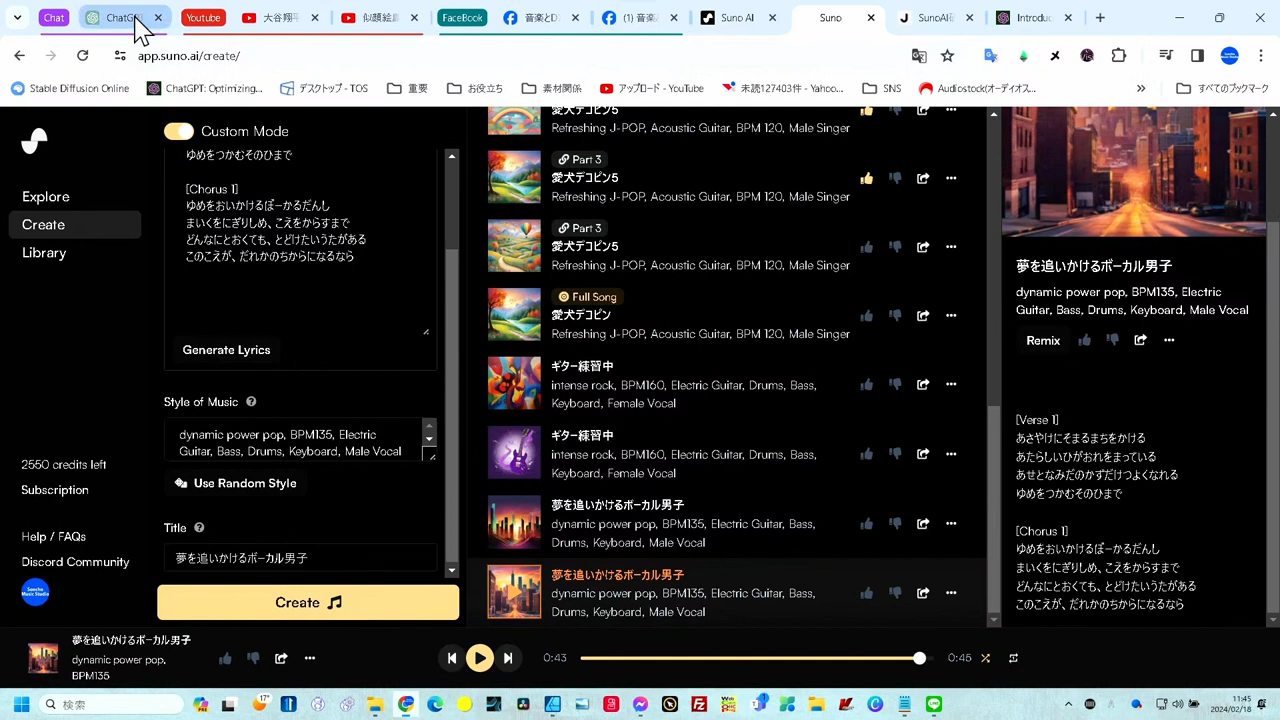 Chat
ChatG
Youtube
大谷翔
似顔絵
FaceBook
音楽とD
(1) 音楽
Suno AI
Suno
SunoAI
Introduc
app.suno.ai/create/
Stable Diffusion Online
ChatGPT: Optimizing...
デスクトップ - TOS
重要
お役立ち
素材関係
アップロード - YouTube
未読127403件 - Yahoo...
SNS
Audiostock(オーディオス...
»
すべてのブックマーク
Explore
Create
Library
2550 credits left
Subscription
Help / FAQs
Discord Community
Sancho
Music Studio
Custom Mode
ゆめをつかむそのひまで
[Chorus 1]
ゆめをおいかけるぼーかるだんし
まいくをにぎりしめ、こえをからすまで
どんなにとおくても、とどけたいうたがある
このこえが、だれかのちからになるなら
Generate Lyrics
Style of Music
dynamic power pop, BPM135, Electric
Guitar, Bass, Drums, Keyboard, Male Vocal
Use Random Style
Title
夢を追いかけるボーカル男子
Create
愛犬デコピン5
Refreshing J-POP, Acoustic Guitar, BPM 120, Male Singer
Part 3
愛犬デコピン5
Refreshing J-POP, Acoustic Guitar, BPM 120, Male Singer
Part 3
愛犬デコピン5
Refreshing J-POP, Acoustic Guitar, BPM 120, Male Singer
Full Song
愛犬デコピン
Refreshing J-POP, Acoustic Guitar, BPM 120, Male Singer
ギター練習中
intense rock, BPM160, Electric Guitar, Drums, Bass,
Keyboard, Female Vocal
ギター練習中
intense rock, BPM160, Electric Guitar, Drums, Bass,
Keyboard, Female Vocal
夢を追いかけるボーカル男子
dynamic power pop, BPM135, Electric Guitar, Bass,
Drums, Keyboard, Male Vocal
夢を追いかけるボーカル男子
dynamic power pop, BPM135, Electric Guitar, Bass,
Drums, Keyboard, Male Vocal
夢を追いかけるボーカル男子
dynamic power pop, BPM135, Electric
Guitar, Bass, Drums, Keyboard, Male Vocal
Remix
[Verse 1]
あさやけにそまるまちをかける
あたらしいひがおれをまっている
あせとなみだのかずだけつよくなれる
ゆめをつかむそのひまで
[Chorus 1]
ゆめをおいかけるぼーかるだんし
まいくをにぎりしめ、こえをからすまで
どんなにとおくても、とどけたいうたがある
このこえが、だれかのちからになるなら
夢を追いかけるボーカル男子
dynamic power pop,
BPM135
0:43
0:45
検索
17°
11:45
2024/02/18